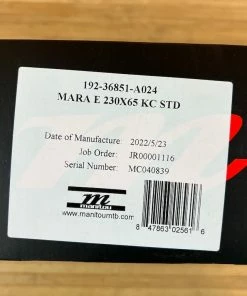 192-36851-A024
MARA E 230X65 KC STD
Date of Manufacture: 2022/5/23
Job Order: JR00001116
Serial Number: MC040839
manitou
www.manitoumtb.com
8 47863 02561 6